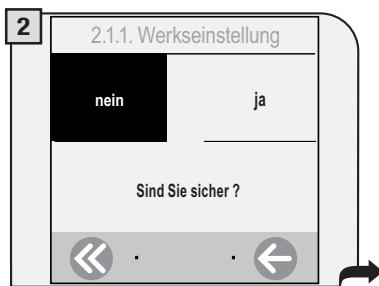 2
2.1.1. Werkseinstellung
nein ja
Sind Sie sicher ?